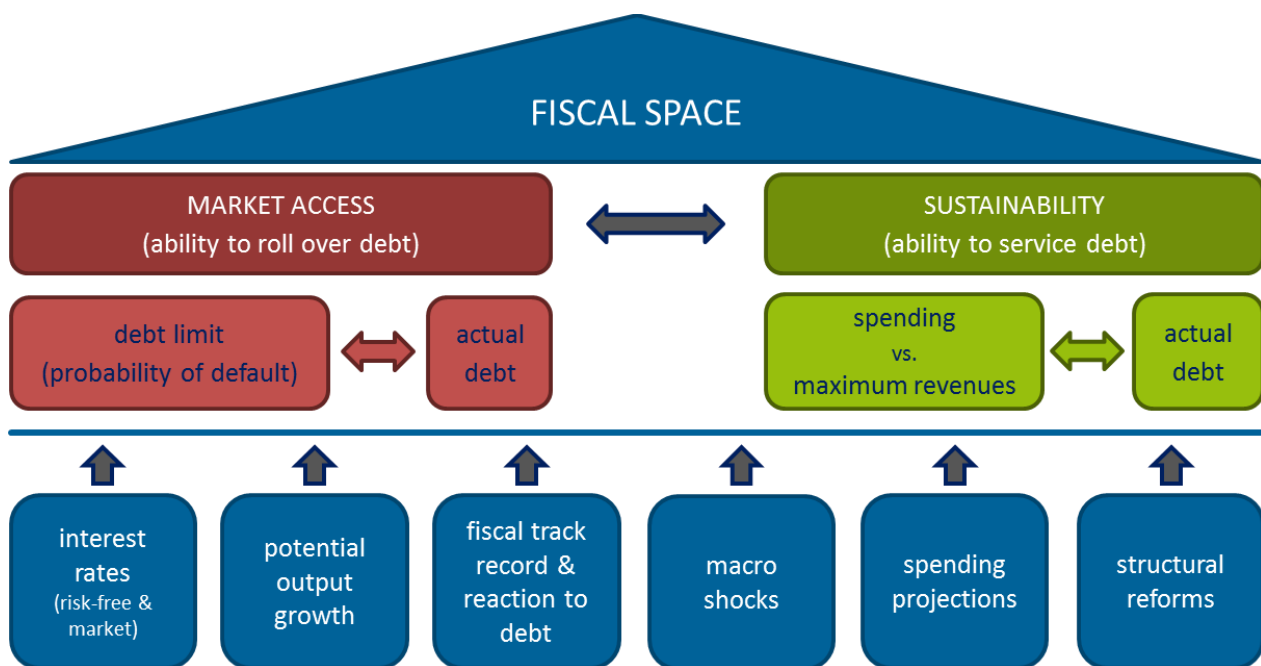 FISCAL SPACE
MARKET ACCESS
(ability to roll over debt)
SUSTAINABILITY
(ability to service debt)
debt limit
(probability of default)
actual
debt
spending
vs.
maximum revenues
actual
debt
interest
rates
(risk-free &
market)
potential
output
growth
fiscal track
record &
reaction to
debt
macro
shocks
spending
projections
structural
reforms